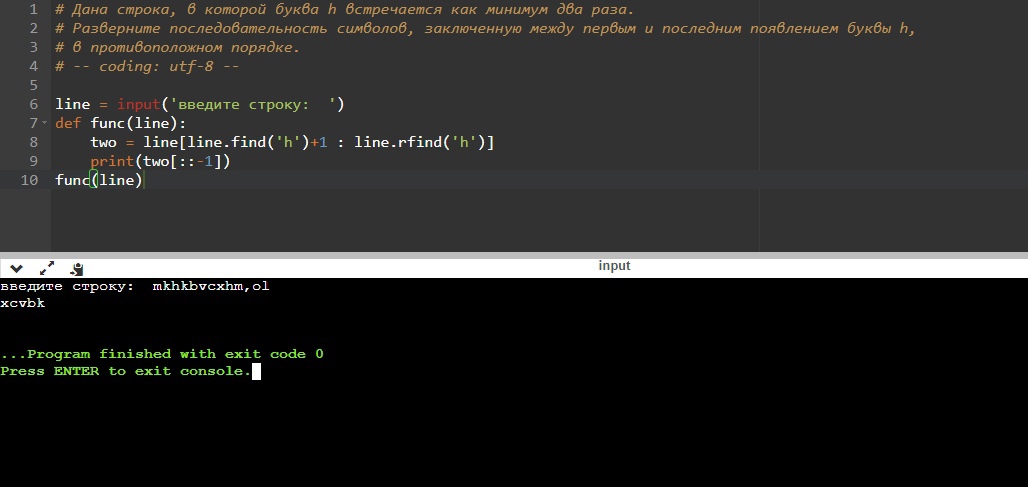 1 # Дана строка, в которой буква h встречается как минимум два раза.
2 # Разверните последовательность символов, заключенную между первым и последним появлением буквы h,
3 # в противоположном порядке.
4 # -- coding: utf-8 --
5
6 line = input('введите строку:  ')
7 def func(line):
8     two = line[line.find('h')+1 : line.rfind('h')]
9     print(two[::-1])
10 func(line)
input
введите строку:  mkhkbvcxhm,ol
xcvbk
...Program finished with exit code 0
Press ENTER to exit console.